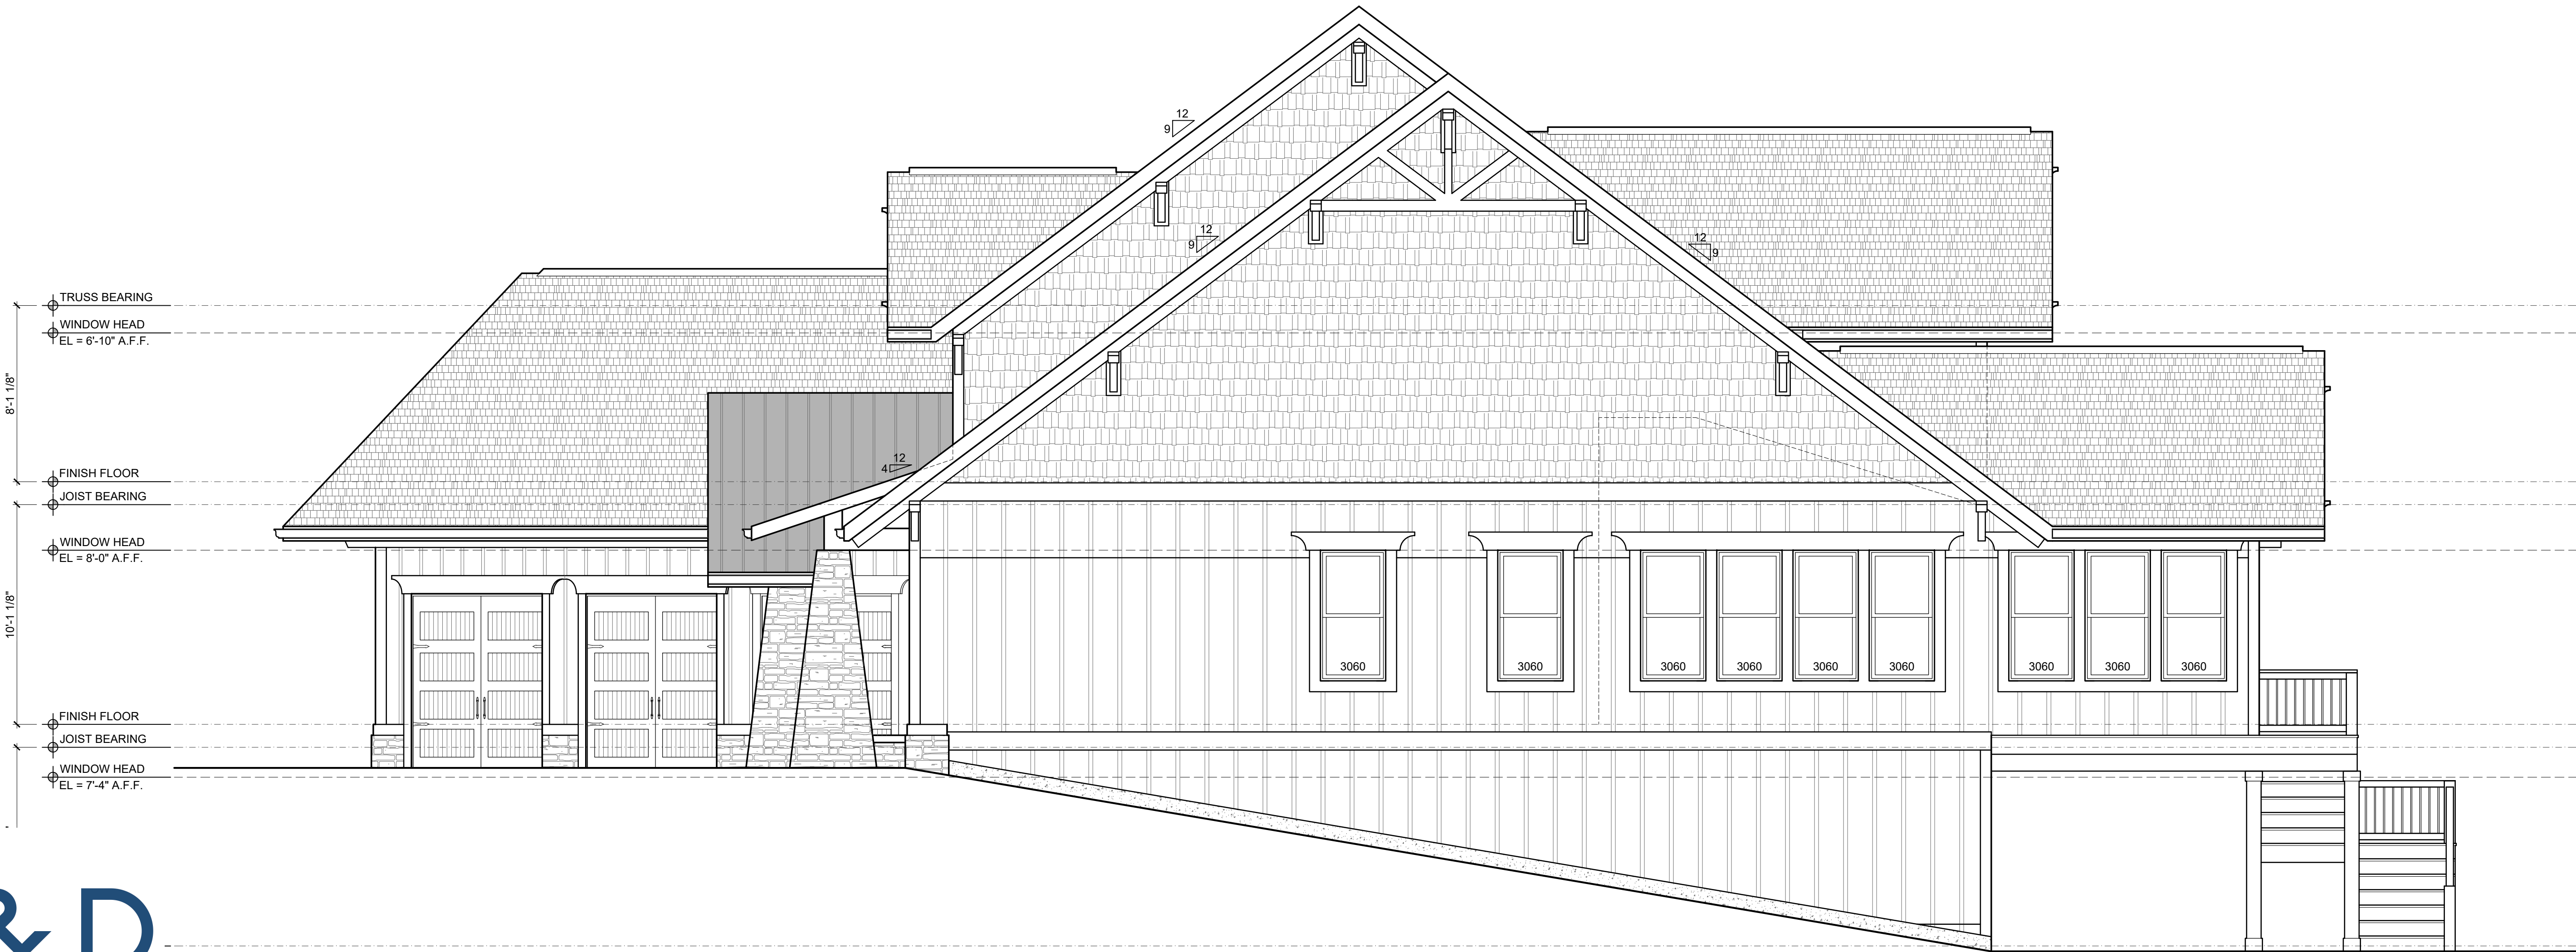 12
9
12
9
12
9
TRUSS BEARING
WINDOW HEAD
EL = 6'-10" A.F.F.
8'-1 1/8"
12
4
FINISH FLOOR
JOIST BEARING
WINDOW HEAD
EL = 8'-0" A.F.F.
10'-1 1/8"
3060 3060 3060 3060 3060 3060 3060 3060 3060
FINISH FLOOR
JOIST BEARING
WINDOW HEAD
EL = 7'-4" A.F.F.
& D